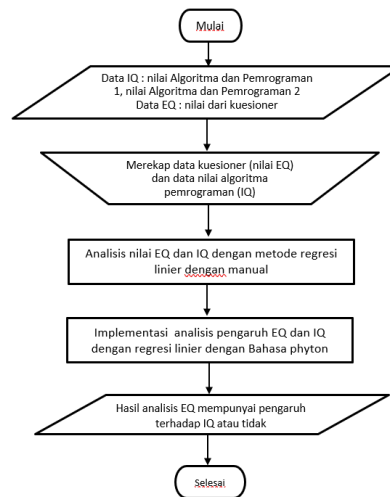 Mulai
Data IQ : nilai Algoritma dan Pemrograman
1, nilai Algoritma dan Pemrograman 2
Data EQ : nilai dari kuesioner
Merekap data kuesioner (nilai EQ)
dan data nilai algoritma
pemrograman (IQ)
Analisis nilai EQ dan IQ dengan metode regresi
linier dengan manual
Implementasi analisis pengaruh EQ dan IQ
dengan regresi linier dengan Bahasa phyton
Hasil analisis EQ mempunyai pengaruh
terhadap IQ atau tidak
Selesai